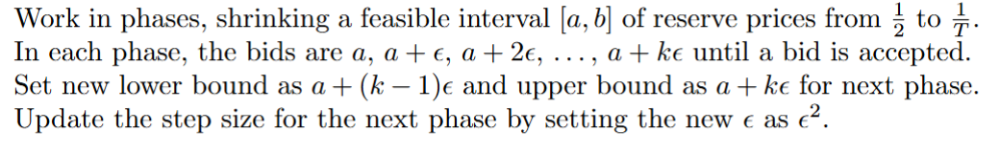 Work in phases, shrinking a feasible interval [a, b] of reserve prices from 1/2 to 1/T.
In each phase, the bids are a, a + ϵ, a + 2ϵ, ..., a + kϵ until a bid is accepted.
Set new lower bound as a + (k − 1)ϵ and upper bound as a + kϵ for next phase.
Update the step size for the next phase by setting the new ϵ as ϵ².